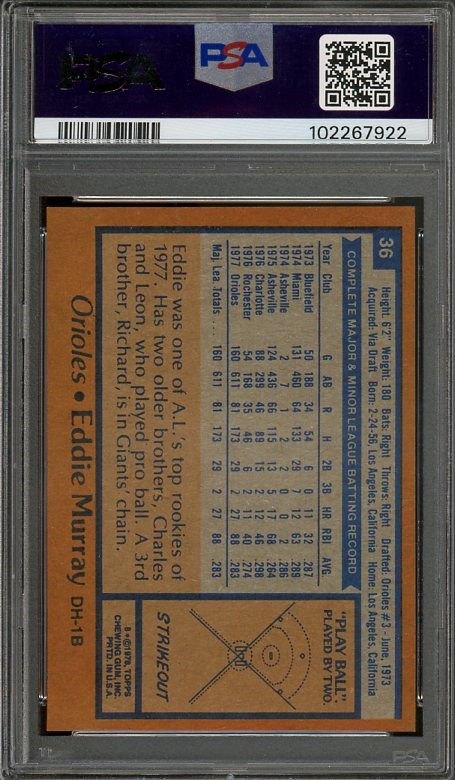 PSA
PSA
102267922
36
Height: 6'2" Weight: 180 Bats: Right Throws: Right Drafted: Orioles #3 - June, 1973
Acquired: Via Draft Born: 2-24-56, Los Angeles, California Home: Los Angeles, California
COMPLETE MAJOR & MINOR LEAGUE BATTING RECORD
Year Club G AB R H 2B 3B HR RBI AVG.
1973 Bluefield 50 188 34 54 6 0 11 32 .287
1974 Miami 131 460 64 133 29 7 12 63 .289
1974 Asheville 2 7 1 2 2 0 0 2 .286
1975 Asheville 124 436 66 115 13 5 17 68 .264
1976 Charlotte 88 299 46 89 15 2 12 46 .298
1976 Rochester 54 168 35 46 6 2 11 40 .274
1977 Orioles 160 611 81 173 29 2 27 88 .283
Maj. Lea. Totals.... 160 611 81 173 29 2 27 88 .283
Eddie was one of A.L.'s top rookies of
1977. Has two older brothers, Charles
and Leon, who played pro ball. A 3rd
brother, Richard, is in Giants' chain.
"PLAY BALL"
PLAYED BY TWO.
STRIKEOUT
Orioles • Eddie Murray DH-1B
©1978, TOPPS
CHEWING GUM, INC.
PRTD. IN U.S.A.
PSA